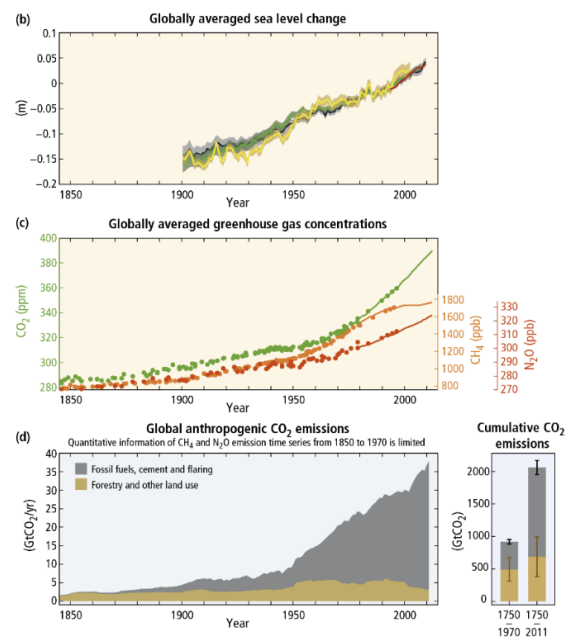 (b)
Globally averaged sea level change
0.1
0.05
0
−0.05
−0.1
−0.15
−0.2
(m)
1850
1900
1950
2000
Year
(c)
Globally averaged greenhouse gas concentrations
400
380
360
340
320
300
280
CO2 (ppm)
1800
1600
1400
1200
1000
800
CH4 (ppb)
330
320
310
300
290
280
270
N2O (ppb)
1850
1900
1950
2000
Year
(d)
Global anthropogenic CO2 emissions
Quantitative information of CH4 and N2O emission time series from 1850 to 1970 is limited
40
35
30
25
20
15
10
5
0
(GtCO2/yr)
Fossil fuels, cement and flaring
Forestry and other land use
1850
1900
1950
2000
Year
Cumulative CO2
emissions
2000
1500
1000
500
0
(GtCO2)
1750
–
1970
1750
–
2011